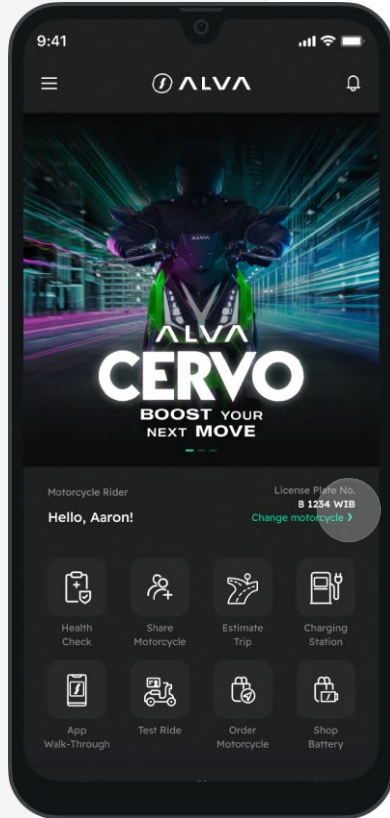 9:41
ALVA
ALVA
ALVA
CERVO
BOOST YOUR
NEXT MOVE
Motorcycle Rider
Hello, Aaron!
License Plate No.
B 1234 WIB
Change motorcycle ❯
Health
Check
Share
Motorcycle
Estimate
Trip
Charging
Station
App
Walk-Through
Test Ride
Order
Motorcycle
Shop
Battery